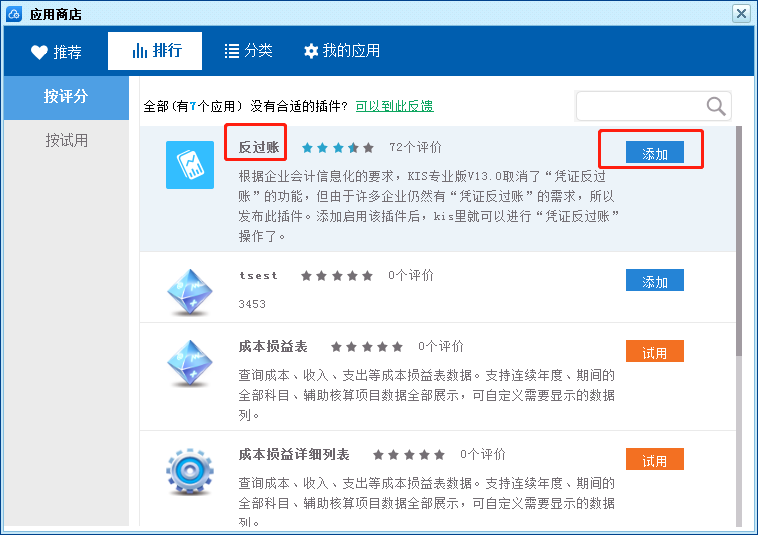 应用商店
推荐 排行 分类 我的应用
按评分
按试用
全部(有7个应用) 没有合适的插件? 可以到此反馈
反过账 72个评价 添加
根据企业会计信息化的要求, KIS专业版V13.0取消了“凭证反过
账”的功能, 但由于许多企业仍然有“凭证反过账”的需求, 所以
发布此插件。添加启用该插件后, kis里就可以进行“凭证反过账”
操作了。
tsest 0个评价 添加
3453
成本损益表 0个评价 试用
查询成本、收入、支出等成本损益表数据。支持连续年度、期间的
全部科目、辅助核算项目数据全部展示, 可自定义需要显示的数据
列。
成本损益详细列表 0个评价 试用
查询成本、收入、支出等成本损益表数据。支持连续年度、期间的
全部科目、辅助核算项目数据全部展示, 可自定义需要显示的数据
列。